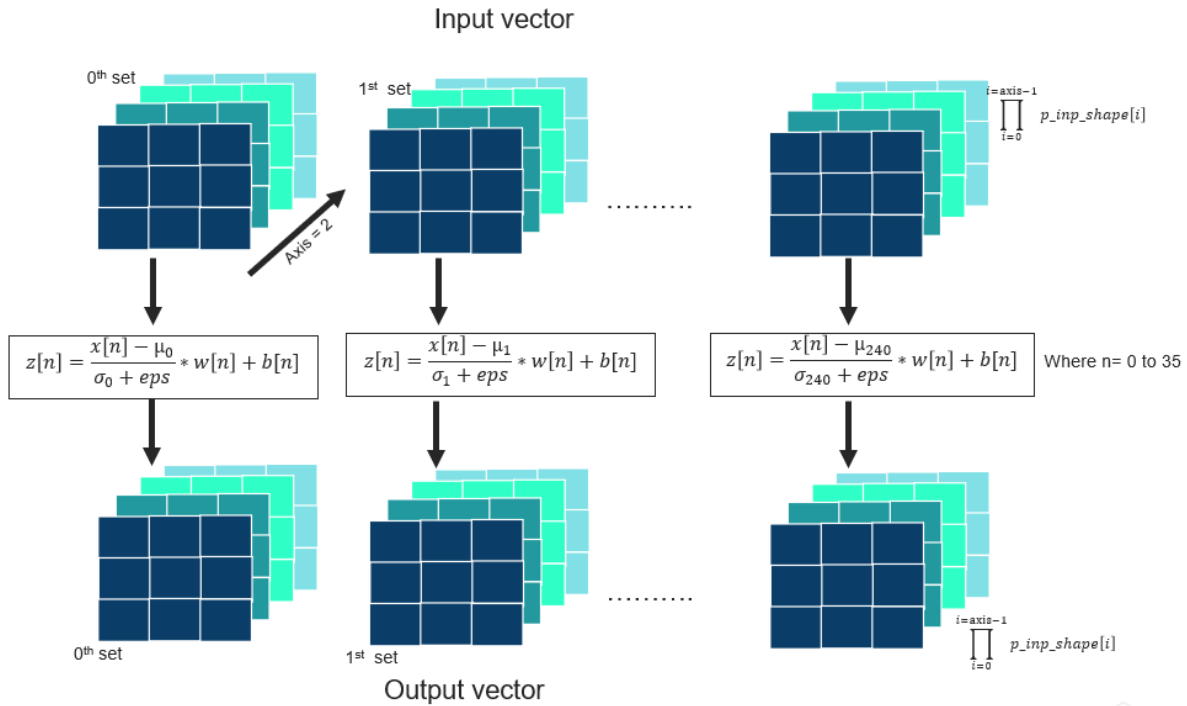 Input vector
0th set
1st set
i=axis-1
∏ p_inp_shape[i]
i=0
Axis = 2
...........
z[n] = (x[n] − μ₀)/(σ₀ + eps) * w[n] + b[n]
z[n] = (x[n] − μ₁)/(σ₁ + eps) * w[n] + b[n]
z[n] = (x[n] − μ₂₄₀)/(σ₂₄₀ + eps) * w[n] + b[n]
Where n= 0 to 35
...........
0th set
1st set
i=axis-1
∏ p_inp_shape[i]
i=0
Output vector